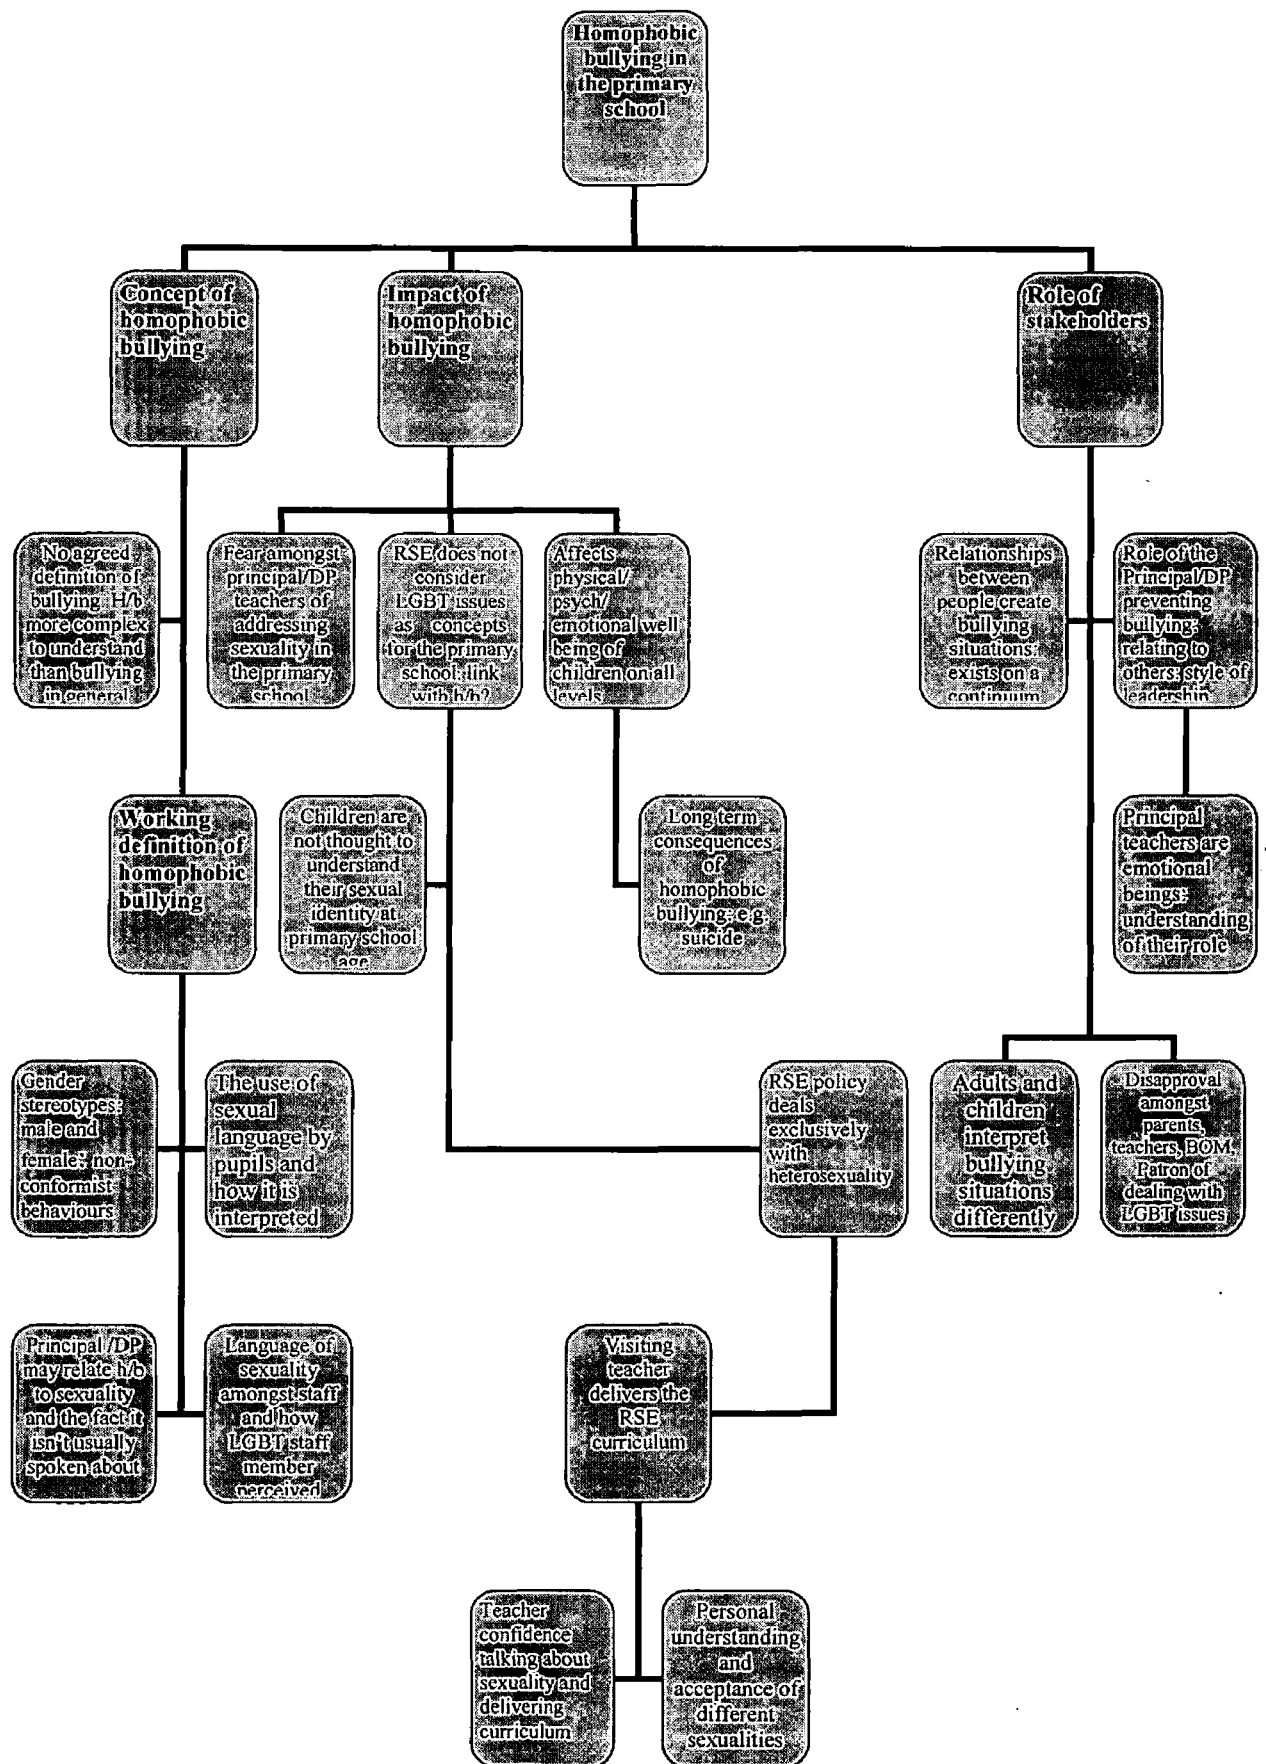 Homophobic
bullying in
the primary
school
Concept of
homophobic
bullying
Impact of
homophobic
bullying
Role of
stakeholders
No agreed
definition of
bullying: H/b
more complex
to understand
than bullying
in general
Fear amongst
principal/DP
teachers of
addressing
sexuality in
the primary
school
RSE does not
consider
LGBT issues
as concepts
for the primary
school: link
with h/b?
Affects
physical/
psych/
emotional well
being of
children on all
levels
Relationships
between
people create
bullying
situations:
exists on a
continuum
Role of the
Principal/DP
preventing
bullying;
relating to
others; style of
leadership
Working
definition of
homophobic
bullying
Children are
not thought to
understand
their sexual
identity at
primary school
age
Long term
consequences
of
homophobic
bullying: e.g.
suicide
Principal
teachers are
emotional
beings:
understanding
of their role
Gender
stereotypes:
male and
female; non-
conformist
behaviours
The use of
sexual
language by
pupils and
how it is
interpreted
RSE policy
deals
exclusively
with
heterosexuality
Adults and
children
interpret
bullying
situations
differently
Disapproval
amongst
parents,
teachers, BOM,
Patron of
dealing with
LGBT issues
Principal /DP
may relate h/b
to sexuality
and the fact it
isn't usually
spoken about
Language of
sexuality
amongst staff
and how
LGBT staff
member
perceived
Visiting
teacher
delivers the
RSE
curriculum
Teacher
confidence
talking about
sexuality and
delivering
curriculum
Personal
understanding
and
acceptance of
different
sexualities